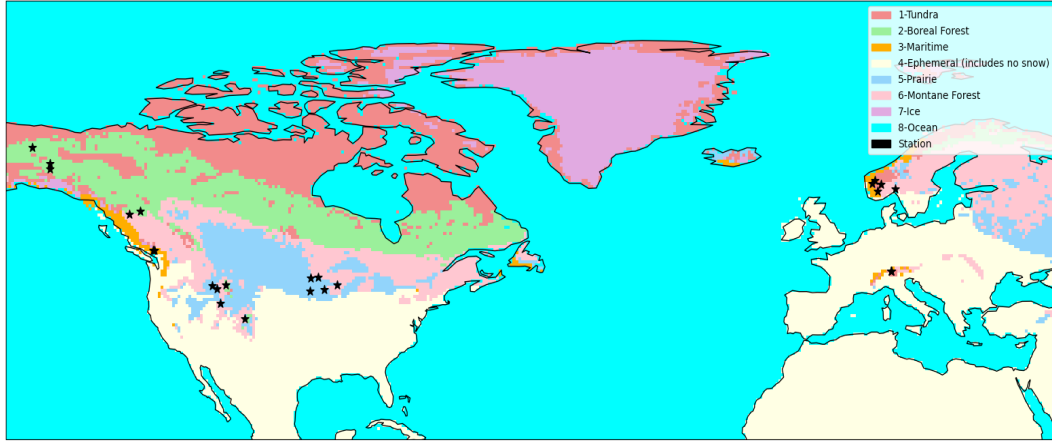 1-Tundra
2-Boreal Forest
3-Maritime
4-Ephemeral (includes no snow)
5-Prairie
6-Montane Forest
7-Ice
8-Ocean
Station